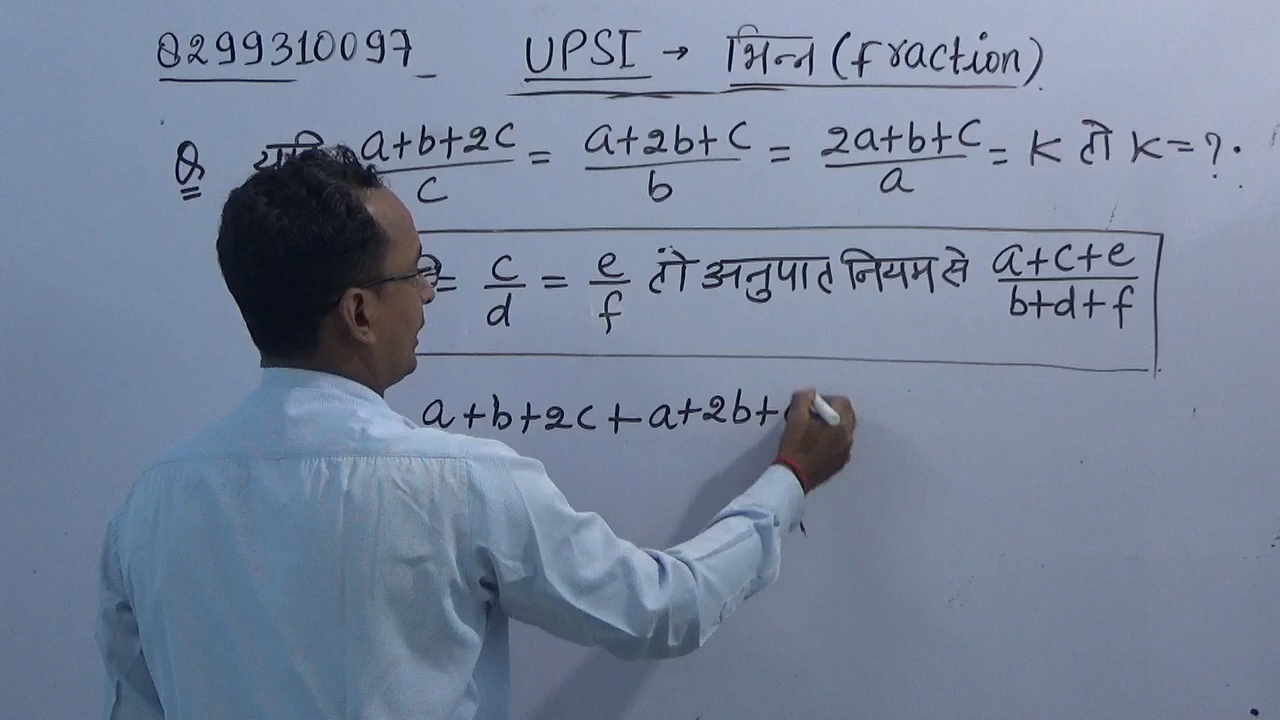 8299310097 UPSI → भिन्न (Fraction)
Q यदि a+b+2c/c = a+2b+c/b = 2a+b+c/a = K तो K=?.
= c/d = e/f तो अनुपात नियम से a+c+e/b+d+f
a+b+2c+a+2b+